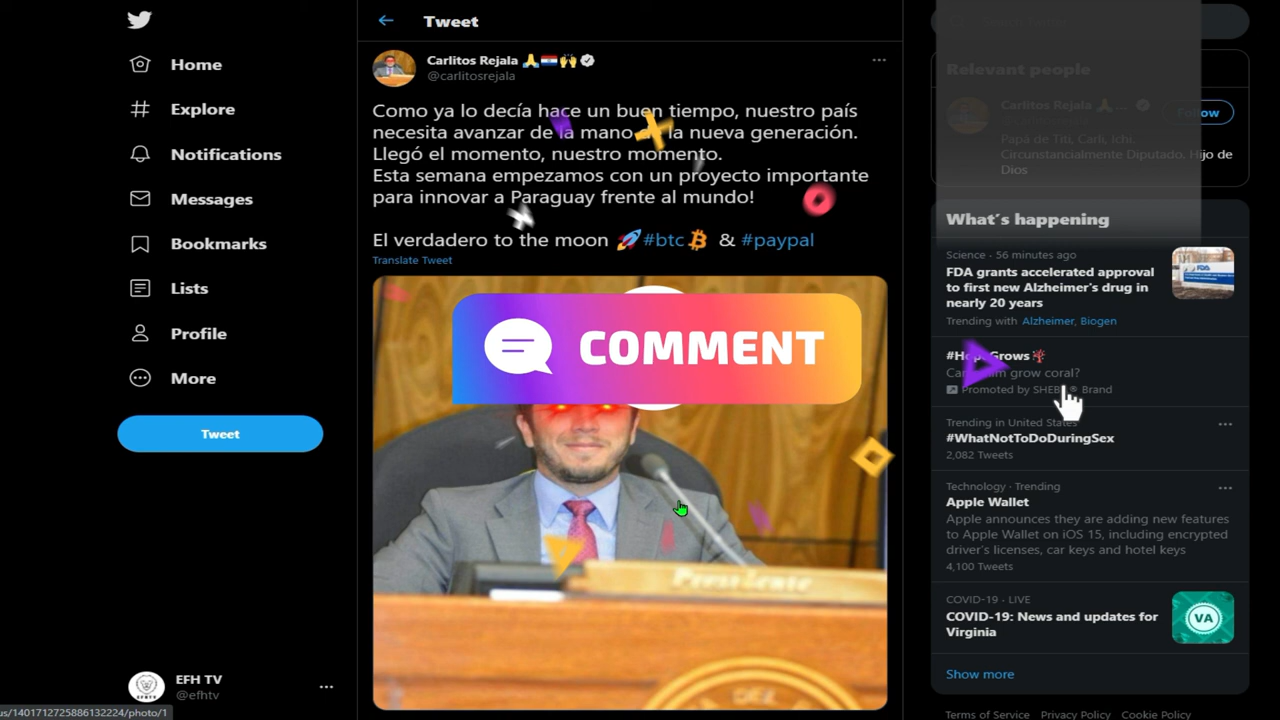 Home
Explore
Notifications
Messages
Bookmarks
Lists
Profile
More
Tweet
EFH TV
@efhtv
us/1401712725886132224/photo/1
Tweet
Carlitos Rejala
@carlitosrejala
Como ya lo decía hace un buen tiempo, nuestro país
necesita avanzar de la mano de la nueva generación.
Llegó el momento, nuestro momento.
Esta semana empezamos con un proyecto importante
para innovar a Paraguay frente al mundo!
El verdadero to the moon 🚀#btc & #paypal
Translate Tweet
COMMENT
Presidente
Relevant people
Carlitos Rejala
Follow
Papá de Titi, Carli, Ichi.
Circunstancialmente Diputado. Hijo de
Dios
What's happening
Science · 56 minutes ago
FDA grants accelerated approval
to first new Alzheimer's drug in
nearly 20 years
Trending with Alzheimer, Biogen
#HopeGrows
grow coral?
Promoted by SHEBA® Brand
Trending in United States
#WhatNotToDoDuringSex
2,082 Tweets
Technology · Trending
Apple Wallet
Apple announces they are adding new features
to Apple Wallet on iOS 15, including encrypted
driver's licenses, car keys and hotel keys
4,100 Tweets
COVID-19 · LIVE
COVID-19: News and updates for
Virginia
VA
Show more
Terms of Service Privacy Policy Cookie Policy